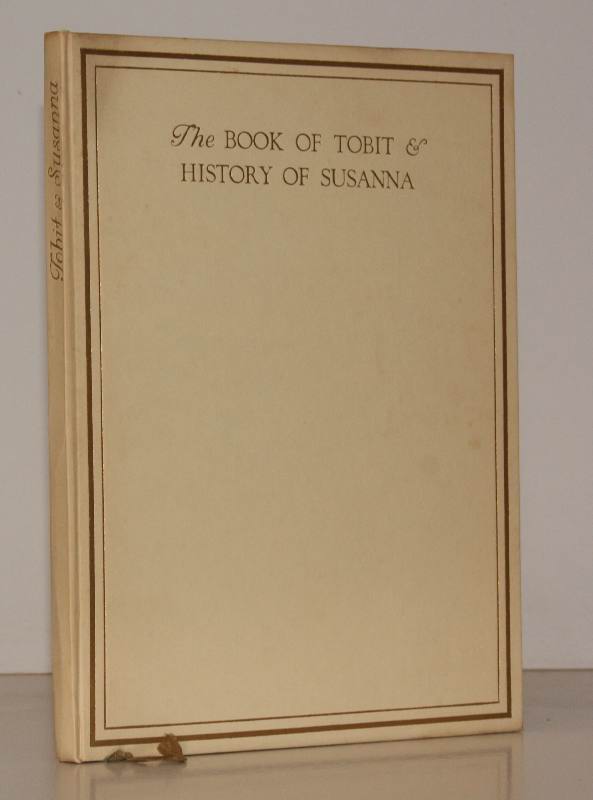 The BOOK OF TOBIT &
HISTORY OF SUSANNA
Tobit & Susanna